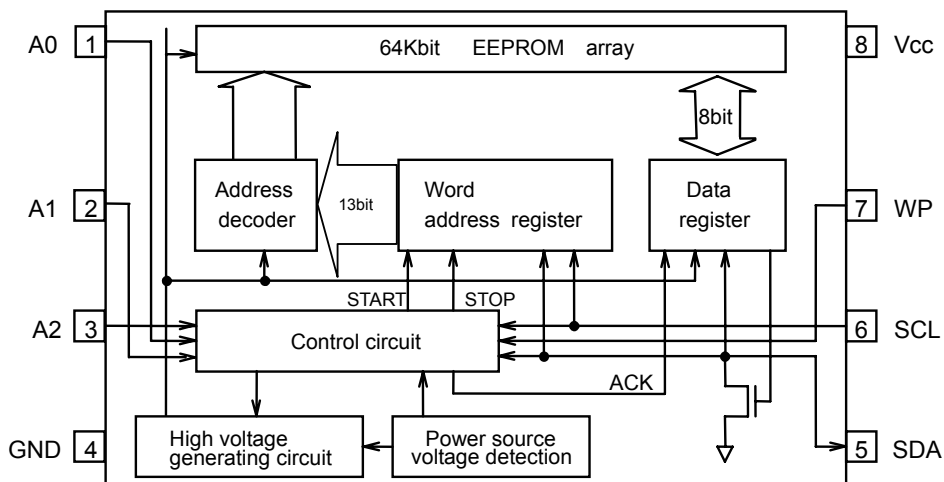 64Kbit EEPROM array
A0 1
8 Vcc
8bit
A1 2
Address
decoder
13bit
Word
address register
Data
register
7 WP
START
STOP
A2 3
Control circuit
6 SCL
ACK
GND 4
High voltage
generating circuit
Power source
voltage detection
5 SDA